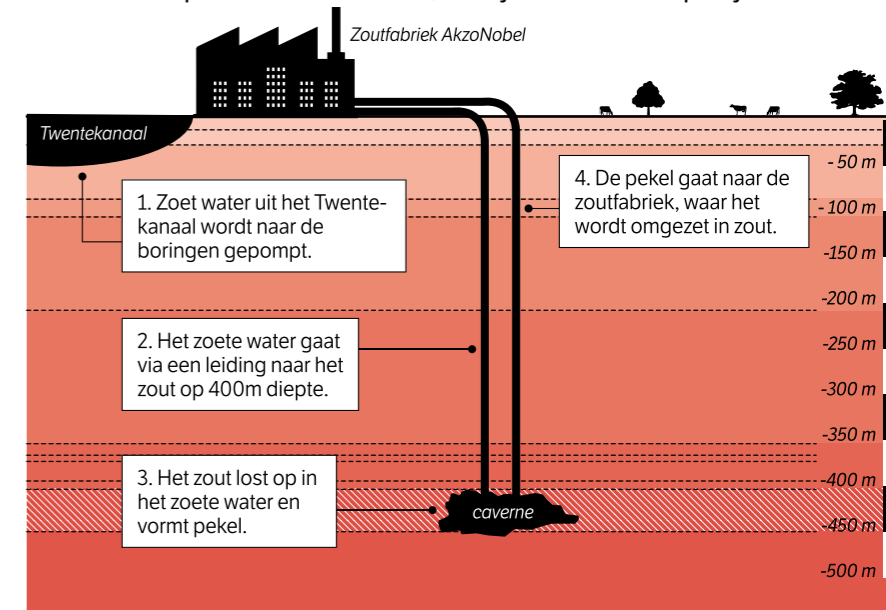 Zoutfabriek AkzoNobel
Twentekanaal
1. Zoet water uit het Twente-
kanaal wordt naar de
boringen gepompt.
4. De pekel gaat naar de
zoutfabriek, waar het
wordt omgezet in zout.
2. Het zoete water gaat
via een leiding naar het
zout op 400m diepte.
3. Het zout lost op in
het zoete water en
vormt pekel.
caverne
- 50 m
- 100 m
-150 m
-200 m
-250 m
-300 m
-350 m
-400 m
-450 m
-500 m